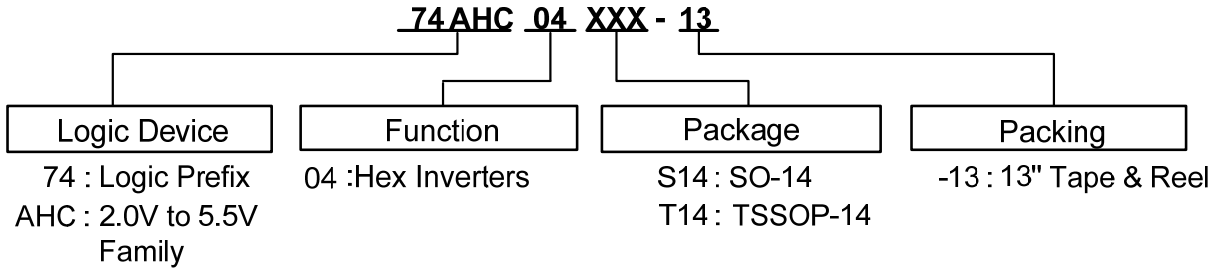 74 AHC 04 XXX - 13
Logic Device
Function
Package
Packing
74 : Logic Prefix
AHC : 2.0V to 5.5V
Family
04 :Hex Inverters
S14 : SO-14
T14 : TSSOP-14
-13 : 13" Tape & Reel